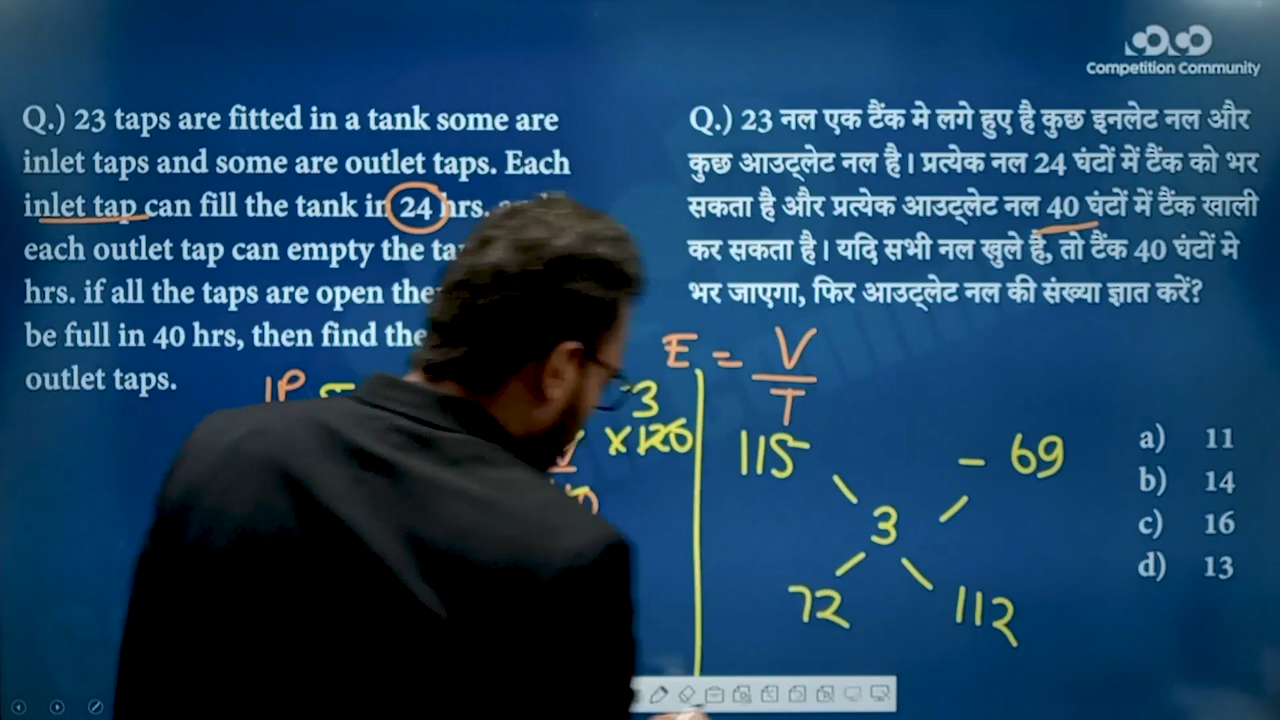 Competition Community
Q.) 23 taps are fitted in a tank some are
inlet taps and some are outlet taps. Each
inlet tap can fill the tank in 24 hrs.
each outlet tap can empty the
hrs. if all the taps are open
be full in 40 hrs, then find the
outlet taps.
Q.) 23 नल एक टैंक मे लगे हुए है कुछ इनलेट नल और
कुछ आउट्लेट नल है। प्रत्येक नल 24 घंटों में टैंक को भर
सकता है और प्रत्येक आउट्लेट नल 40 घंटों में टैंक खाली
कर सकता है। यदि सभी नल खुले है, तो टैंक 40 घंटों मे
भर जाएगा, फिर आउट्लेट नल की संख्या ज्ञात करें?
IP
3
×120
E = V/T
115 - 69
3
72 112
a) 11
b) 14
c) 16
d) 13